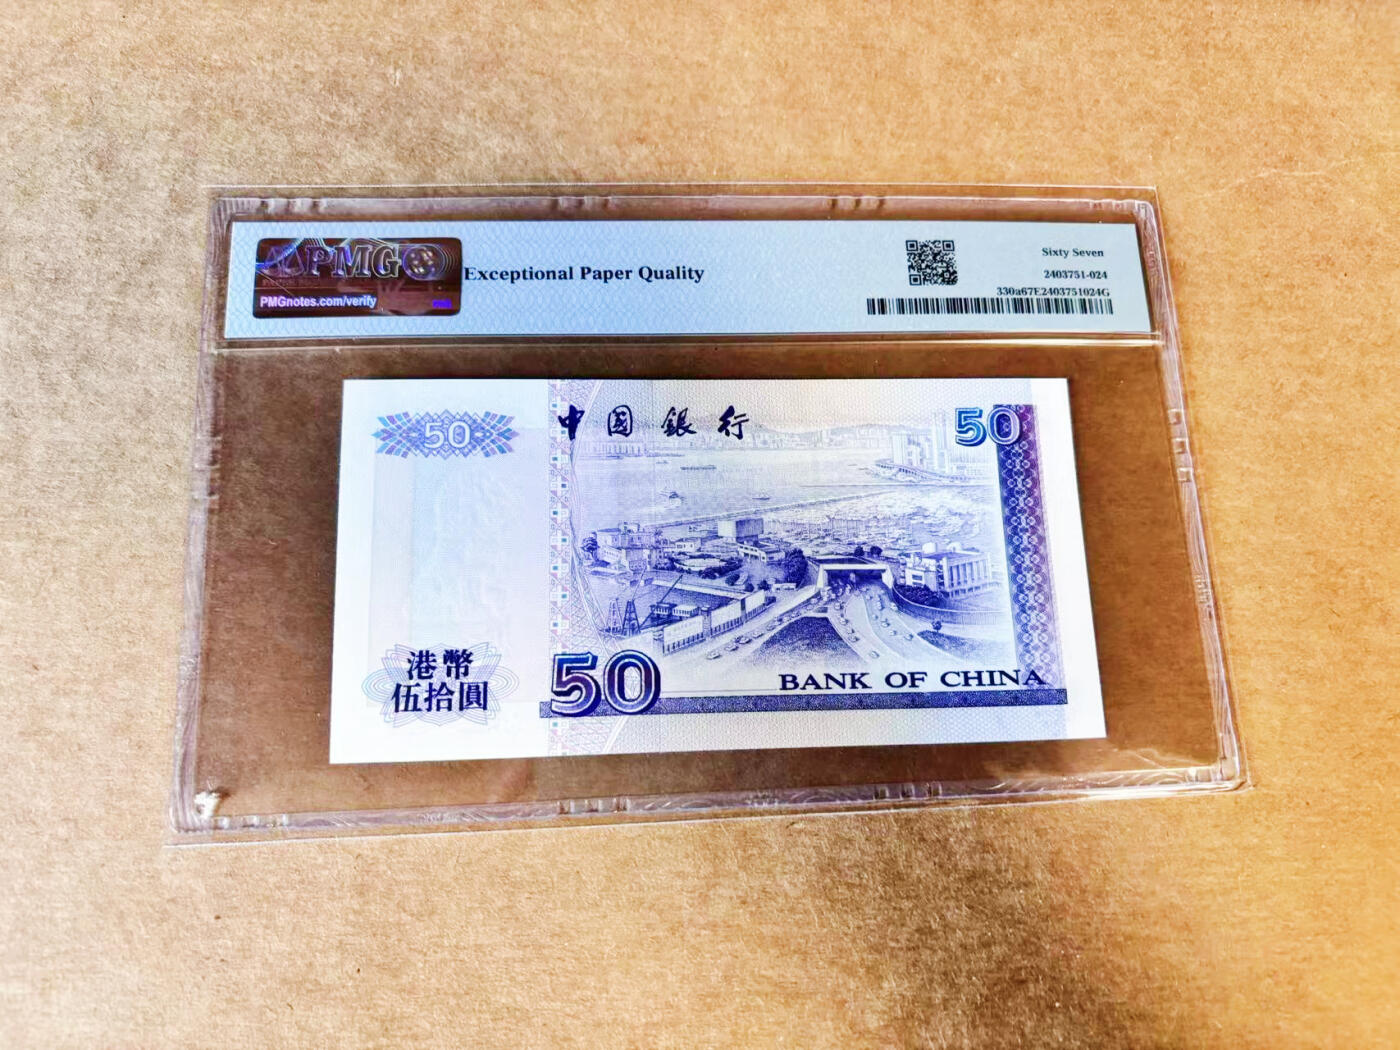 PMG
PMGnotes.com/verify
Exceptional Paper Quality
Sixty Seven
2403751-024
330a67E2403751024G
50
中國銀行
50
港幣
伍拾圓
50
BANK OF CHINA